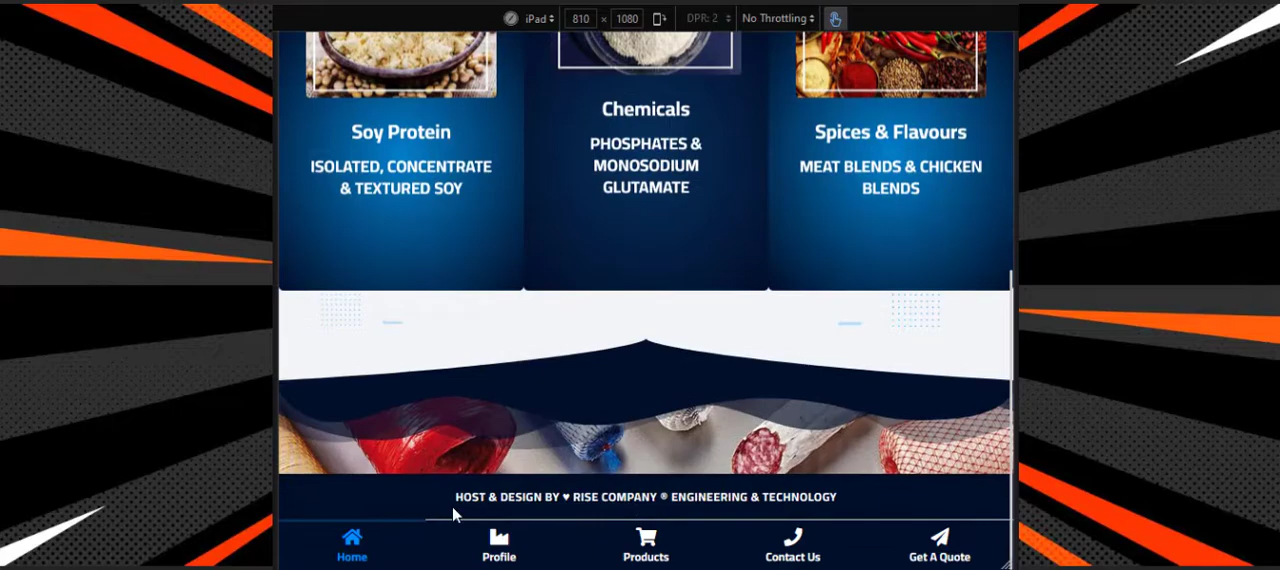 iPad 810 × 1080 DPR: 2 No Throttling
Soy Protein
ISOLATED, CONCENTRATE
& TEXTURED SOY
Chemicals
PHOSPHATES &
MONOSODIUM
GLUTAMATE
Spices & Flavours
MEAT BLENDS & CHICKEN
BLENDS
HOST & DESIGN BY ♥ RISE COMPANY ® ENGINEERING & TECHNOLOGY
Home Profile Products Contact Us Get A Quote